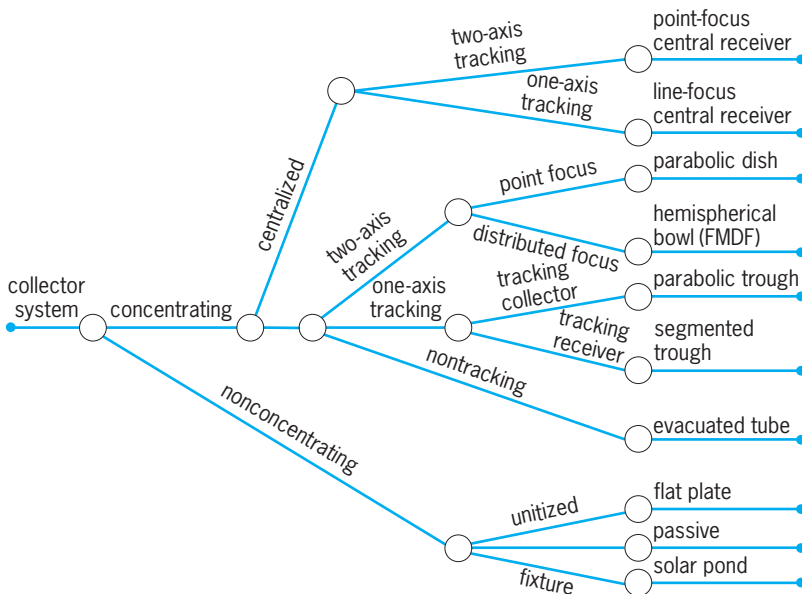 two-axis
tracking
point-focus
central receiver
one-axis
tracking
line-focus
central receiver
centralized
point focus
parabolic dish
two-axis
tracking
distributed focus
hemispherical
bowl (FMDF)
collector
system
concentrating
one-axis
tracking
tracking
collector
parabolic trough
tracking
receiver
segmented
trough
nontracking
evacuated tube
nonconcentrating
unitized
flat plate
passive
fixture
solar pond